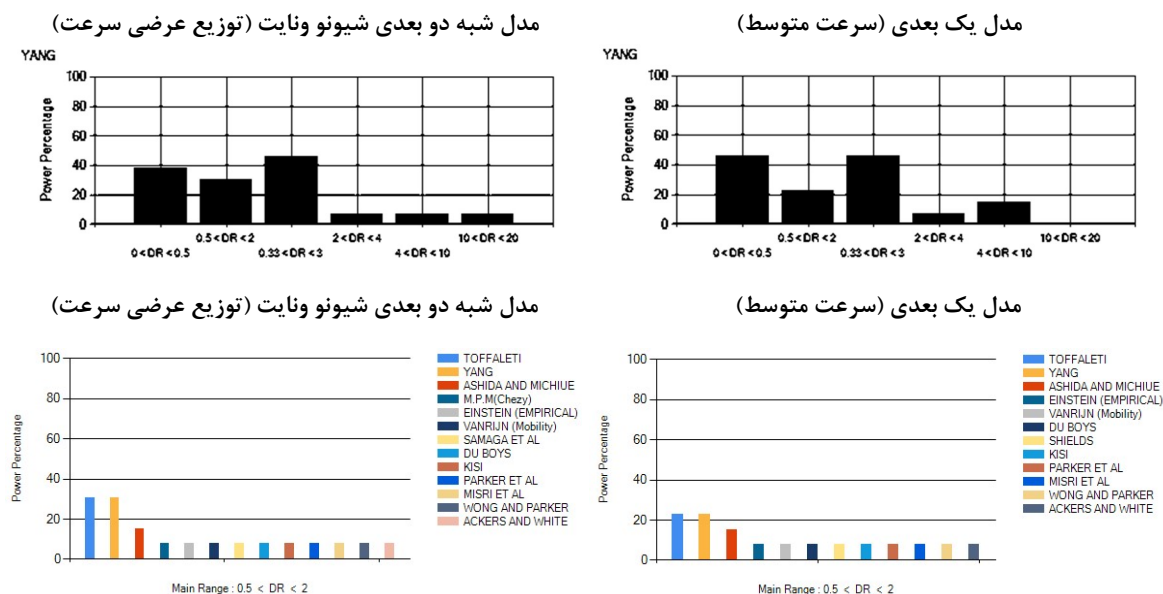 مدل شبه دو بعدی شیونو ونایت (توزیع عرضی سرعت)
YANG
Power Percentage
100
80
60
40
20
0
0<DR<0.5
0.5<DR<2
0.33<DR<3
2<DR<4
4<DR<10
10<DR<20
مدل یک بعدی (سرعت متوسط)
YANG
Power Percentage
100
80
60
40
20
0
0<DR<0.5
0.5<DR<2
0.33<DR<3
2<DR<4
4<DR<10
10<DR<20
مدل شبه دو بعدی شیونو ونایت (توزیع عرضی سرعت)
Power Percentage
100
80
60
40
20
0
Main Range : 0.5 < DR < 2
TOFFALETI
YANG
ASHIDA AND MICHIUE
M.P.M(Chezy)
EINSTEIN (EMPIRICAL)
VANRIJN (Mobility)
SAMAGA ET AL
DU BOYS
KISI
PARKER ET AL
MISRI ET AL
WONG AND PARKER
ACKERS AND WHITE
مدل یک بعدی (سرعت متوسط)
Power Percentage
100
80
60
40
20
0
Main Range : 0.5 < DR < 2
TOFFALETI
YANG
ASHIDA AND MICHIUE
EINSTEIN (EMPIRICAL)
VANRIJN (Mobility)
DU BOYS
SHIELDS
KISI
PARKER ET AL
MISRI ET AL
WONG AND PARKER
ACKERS AND WHITE